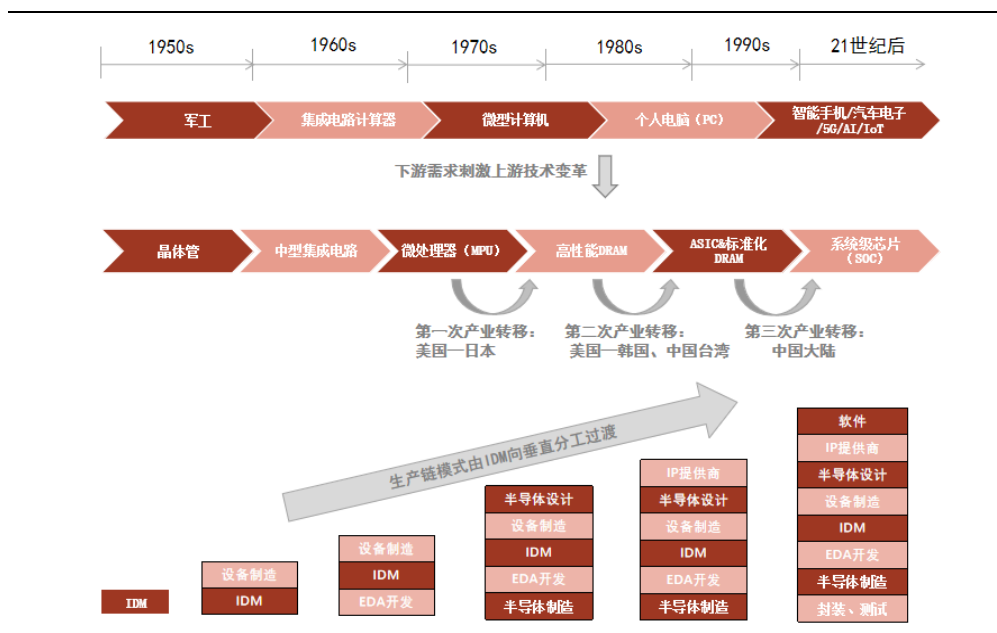 1950s
1960s
1970s
1980s
1990s
21世纪后
军工
集成电路计算器
微型计算机
个人电脑（PC）
智能手机/汽车电子
/5G/AI/IoT
下游需求刺激上游技术变革
晶体管
中型集成电路
微处理器（MPU）
高性能DRAM
ASIC&标准化
DRAM
系统级芯片
（SOC）
第一次产业转移：
美国—日本
第二次产业转移：
美国—韩国、中国台湾
第三次产业转移：
中国大陆
生产链模式由IDM向垂直分工过渡
IDM
设备制造
IDM
设备制造
IDM
EDA开发
半导体设计
设备制造
IDM
EDA开发
半导体制造
IP提供商
半导体设计
设备制造
IDM
EDA开发
半导体制造
软件
IP提供商
半导体设计
设备制造
IDM
EDA开发
半导体制造
封装、测试